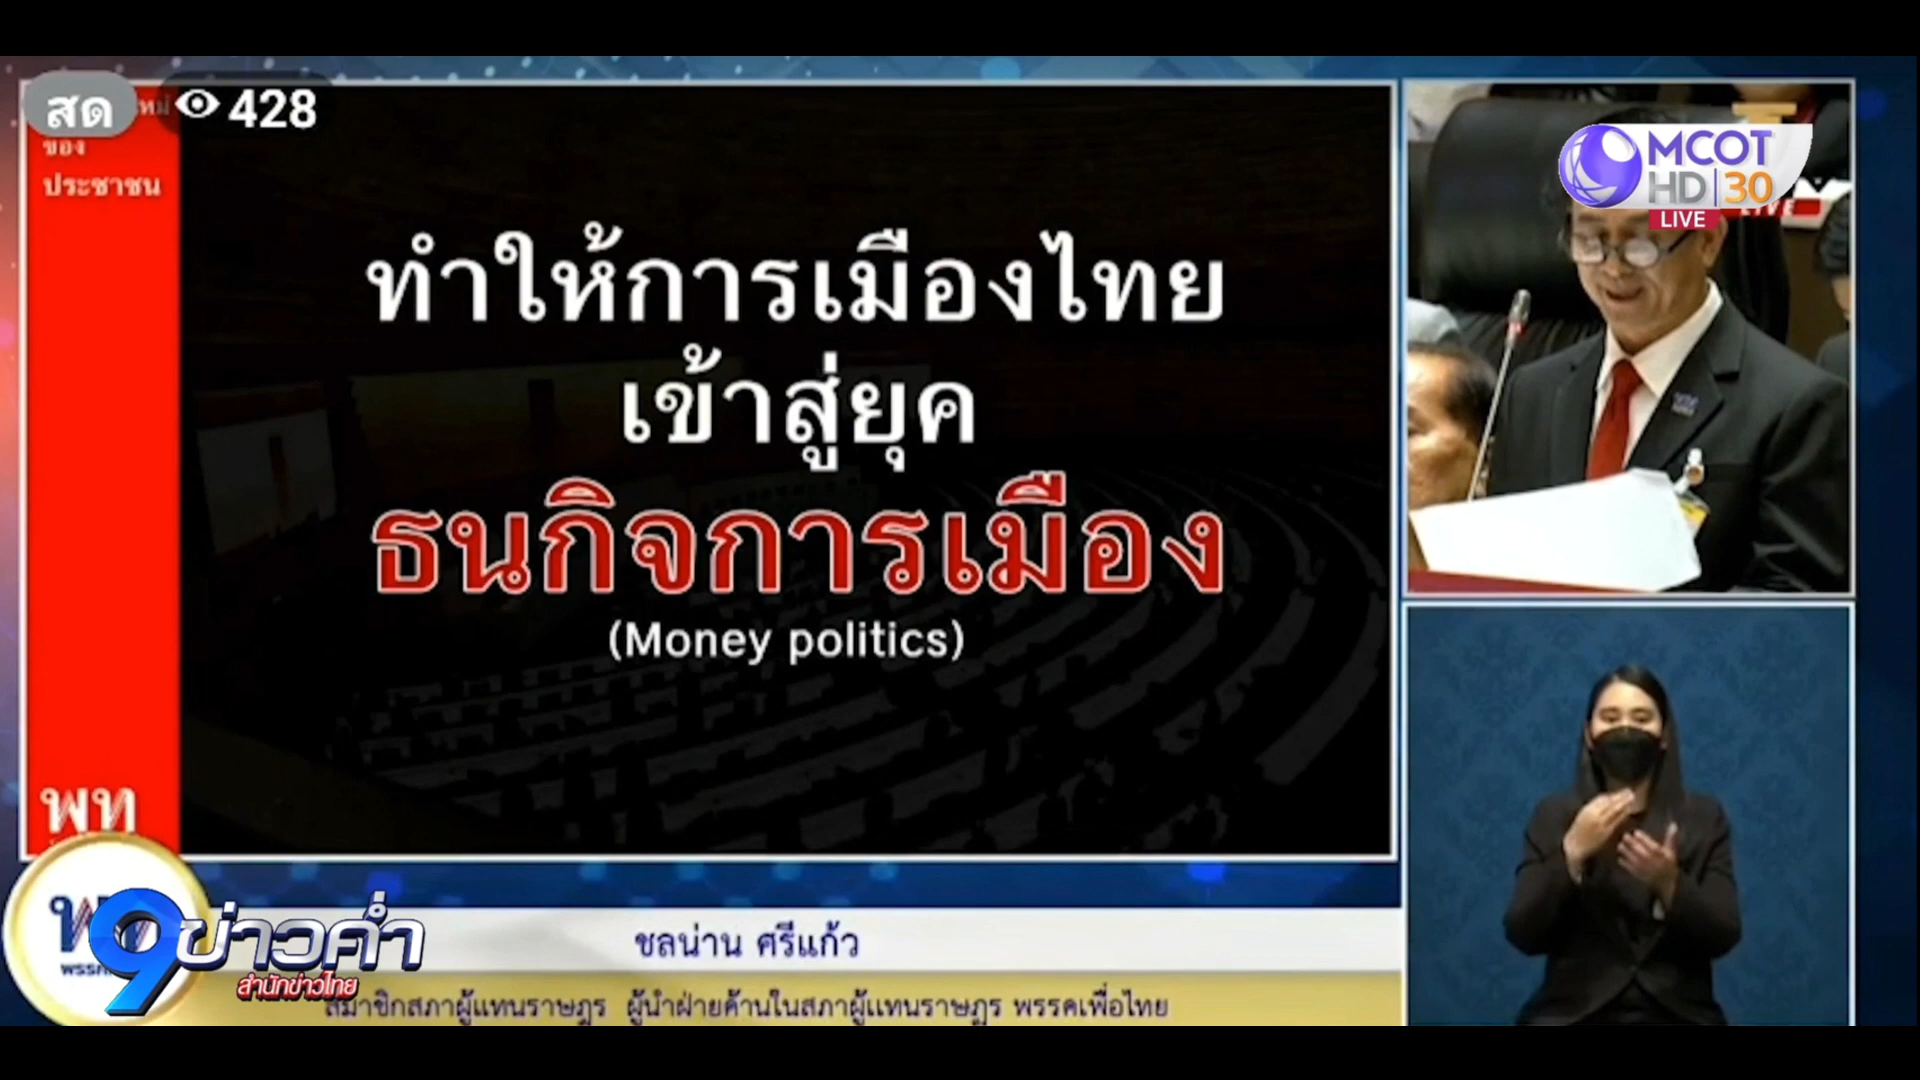 สด 428
ของ
ประชาชน
ทำให้การเมืองไทย
เข้าสู่ยุค
ธนกิจการเมือง
(Money politics)
พท
MCOT
HD 30
LIVE
9 ข่าวค่ำ
สำนักข่าวไทย
ชลน่าน ศรีแก้ว
สมาชิกสภาผู้แทนราษฎร ผู้นำฝ่ายค้านในสภาผู้แทนราษฎร พรรคเพื่อไทย